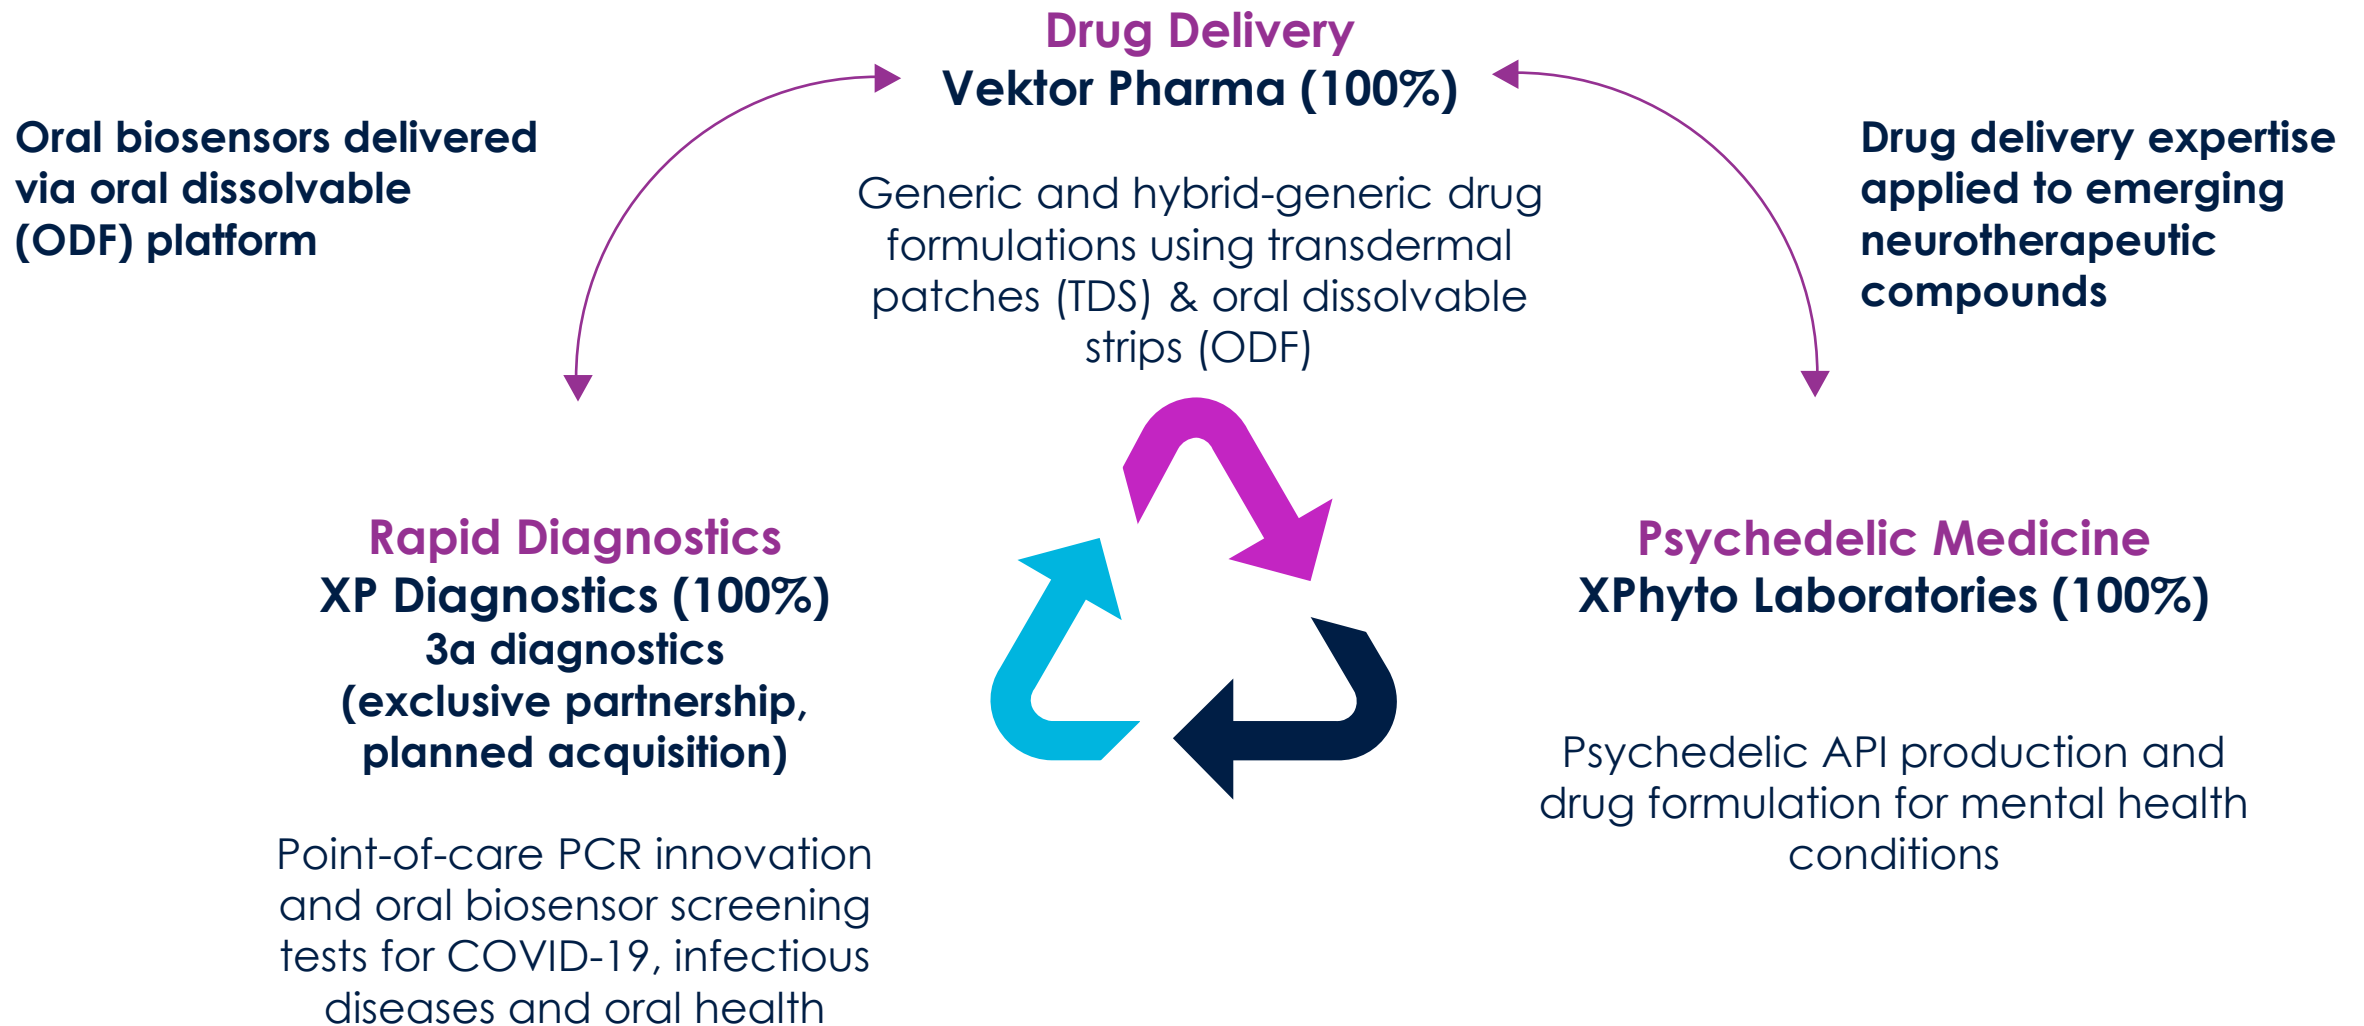 Drug Delivery
Vektor Pharma (100%)
Generic and hybrid-generic drug
formulations using transdermal
patches (TDS) & oral dissolvable
strips (ODF)
Oral biosensors delivered
via oral dissolvable
(ODF) platform
Drug delivery expertise
applied to emerging
neurotherapeutic
compounds
Rapid Diagnostics
XP Diagnostics (100%)
3a diagnostics
(exclusive partnership,
planned acquisition)
Point-of-care PCR innovation
and oral biosensor screening
tests for COVID-19, infectious
diseases and oral health
Psychedelic Medicine
XPhyto Laboratories (100%)
Psychedelic API production and
drug formulation for mental health
conditions